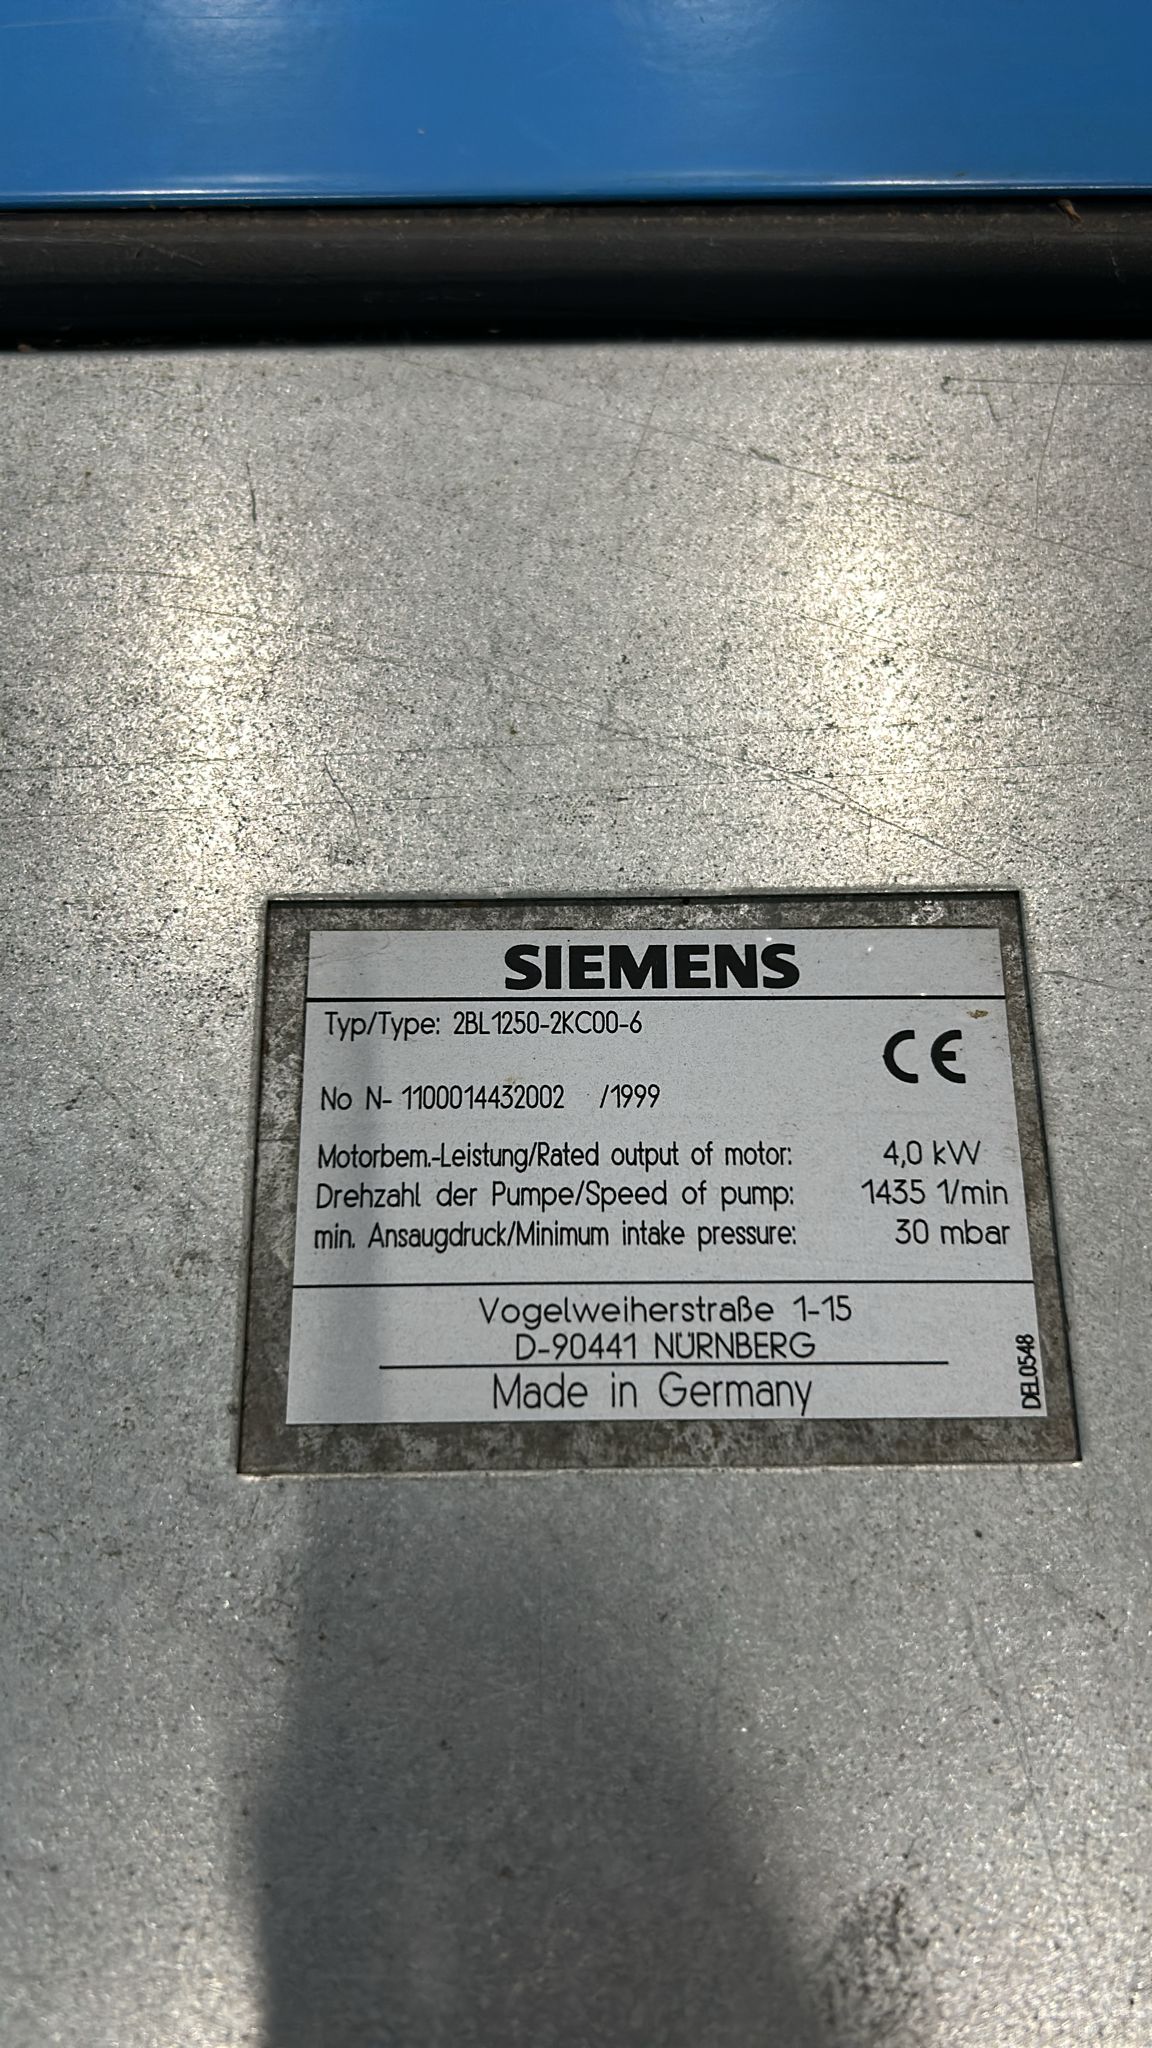 SIEMENS
Typ/Type: 2BL1250-2KC00-6
CE
No N- 1100014432002 /1999
Motorbem.-Leistung/Rated output of motor: 4,0 kW
Drehzahl der Pumpe/Speed of pump: 1435 1/min
min. Ansaugdruck/Minimum intake pressure: 30 mbar
Vogelweiherstraße 1-15
D-90441 NÜRNBERG
Made in Germany
DEL0548